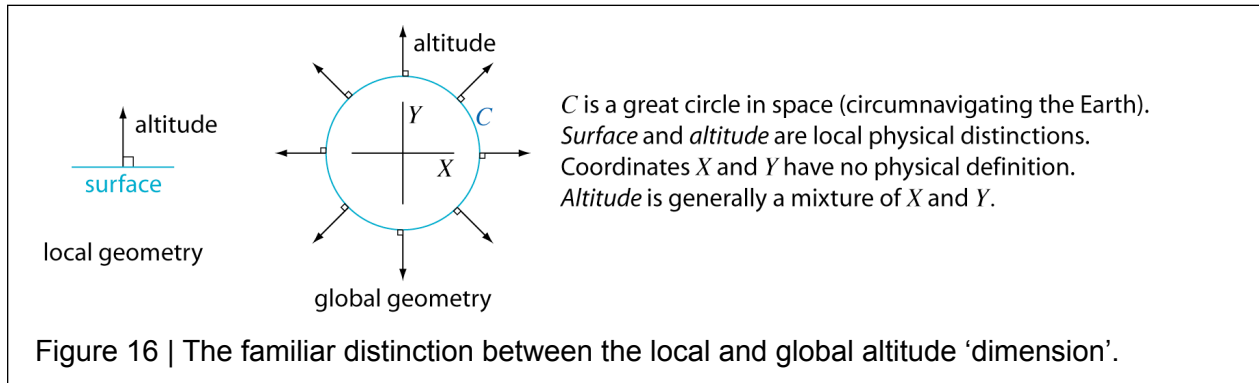 altitude
surface
local geometry
altitude
C
Y
X
global geometry
C is a great circle in space (circumnavigating the Earth).
Surface and altitude are local physical distinctions.
Coordinates X and Y have no physical definition.
Altitude is generally a mixture of X and Y.
Figure 16 | The familiar distinction between the local and global altitude ‘dimension’.